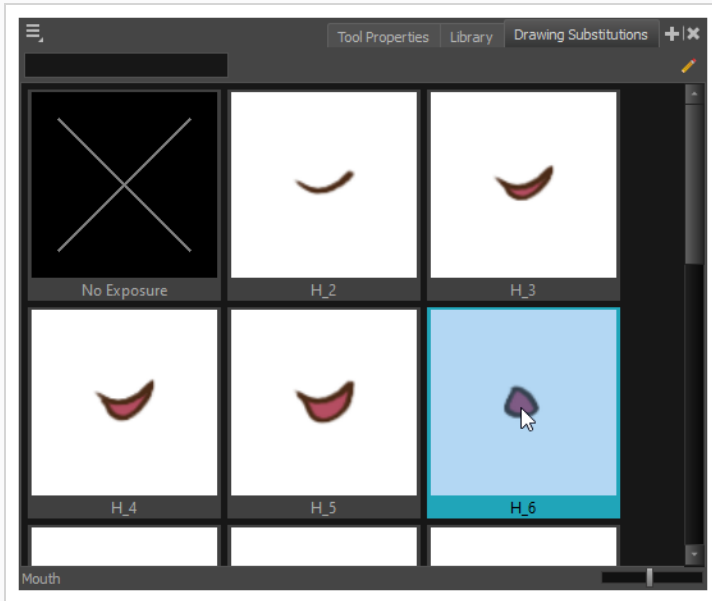 Tool Properties Library Drawing Substitutions
No Exposure H_2 H_3
H_4 H_5 H_6
Mouth